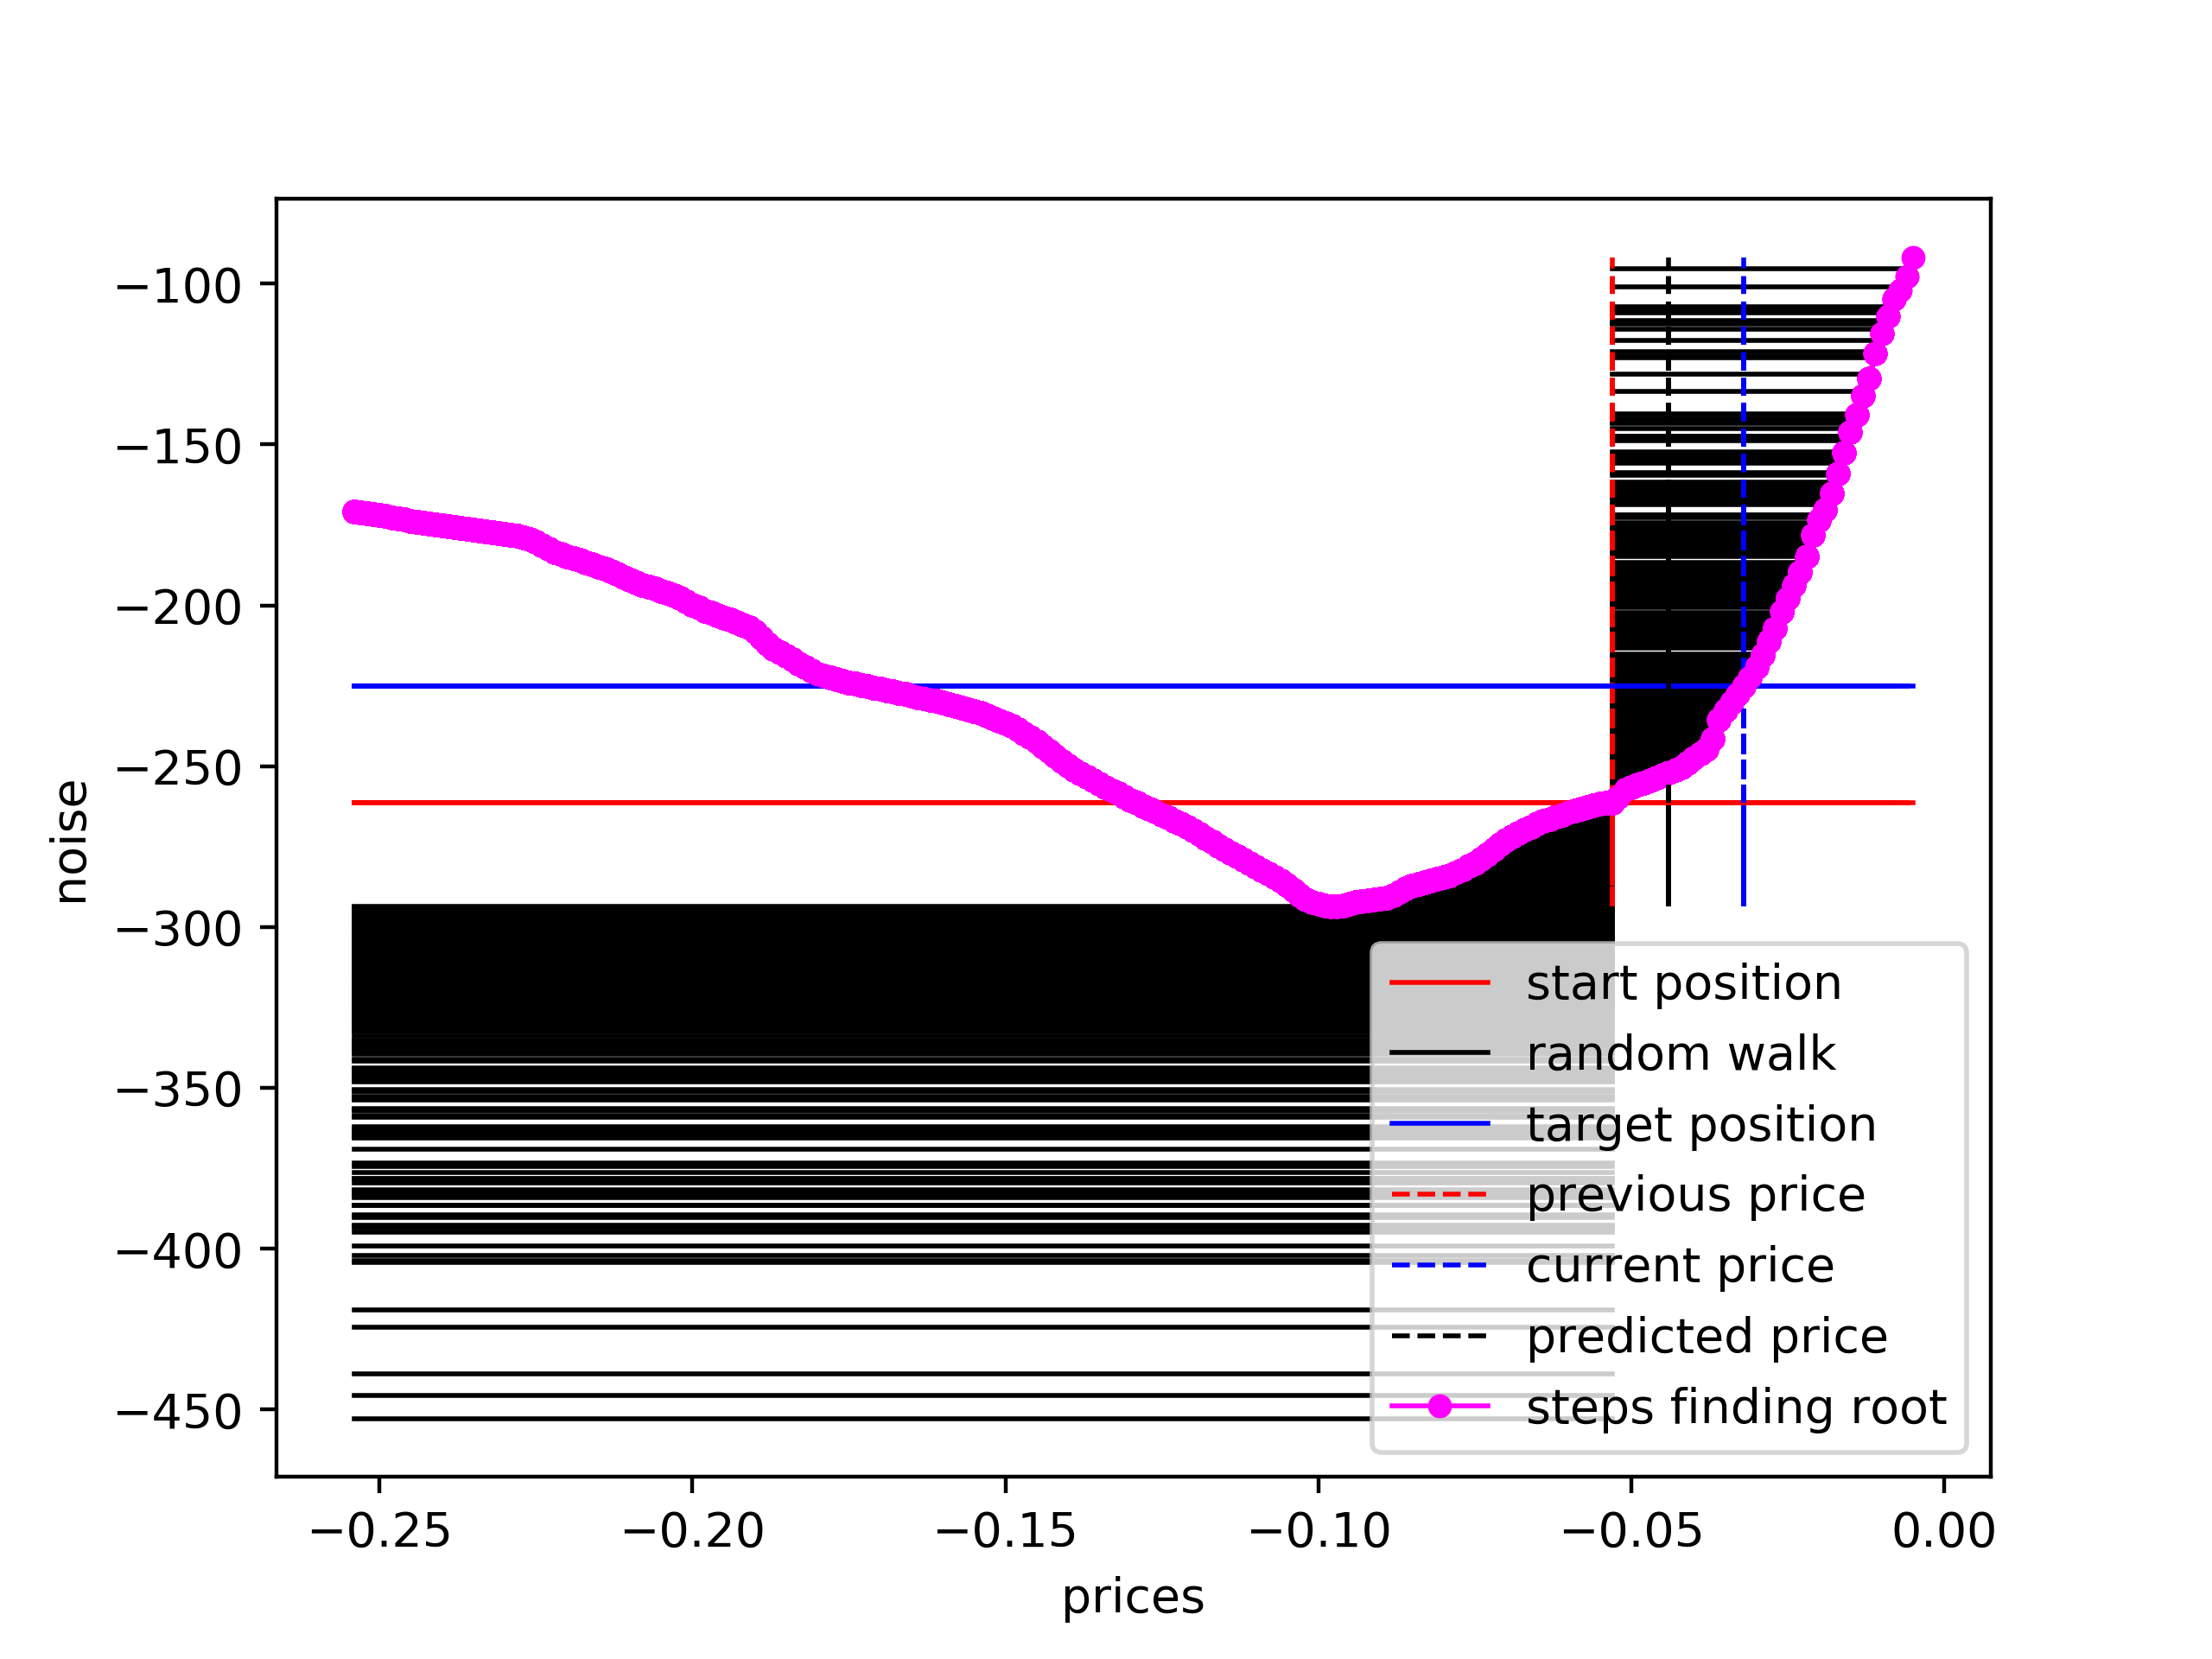 −100
−150
−200
−250
−300
−350
−400
−450
noise
−0.25
−0.20
−0.15
−0.10
−0.05
0.00
prices
start position
random walk
target position
previous price
current price
predicted price
steps finding root